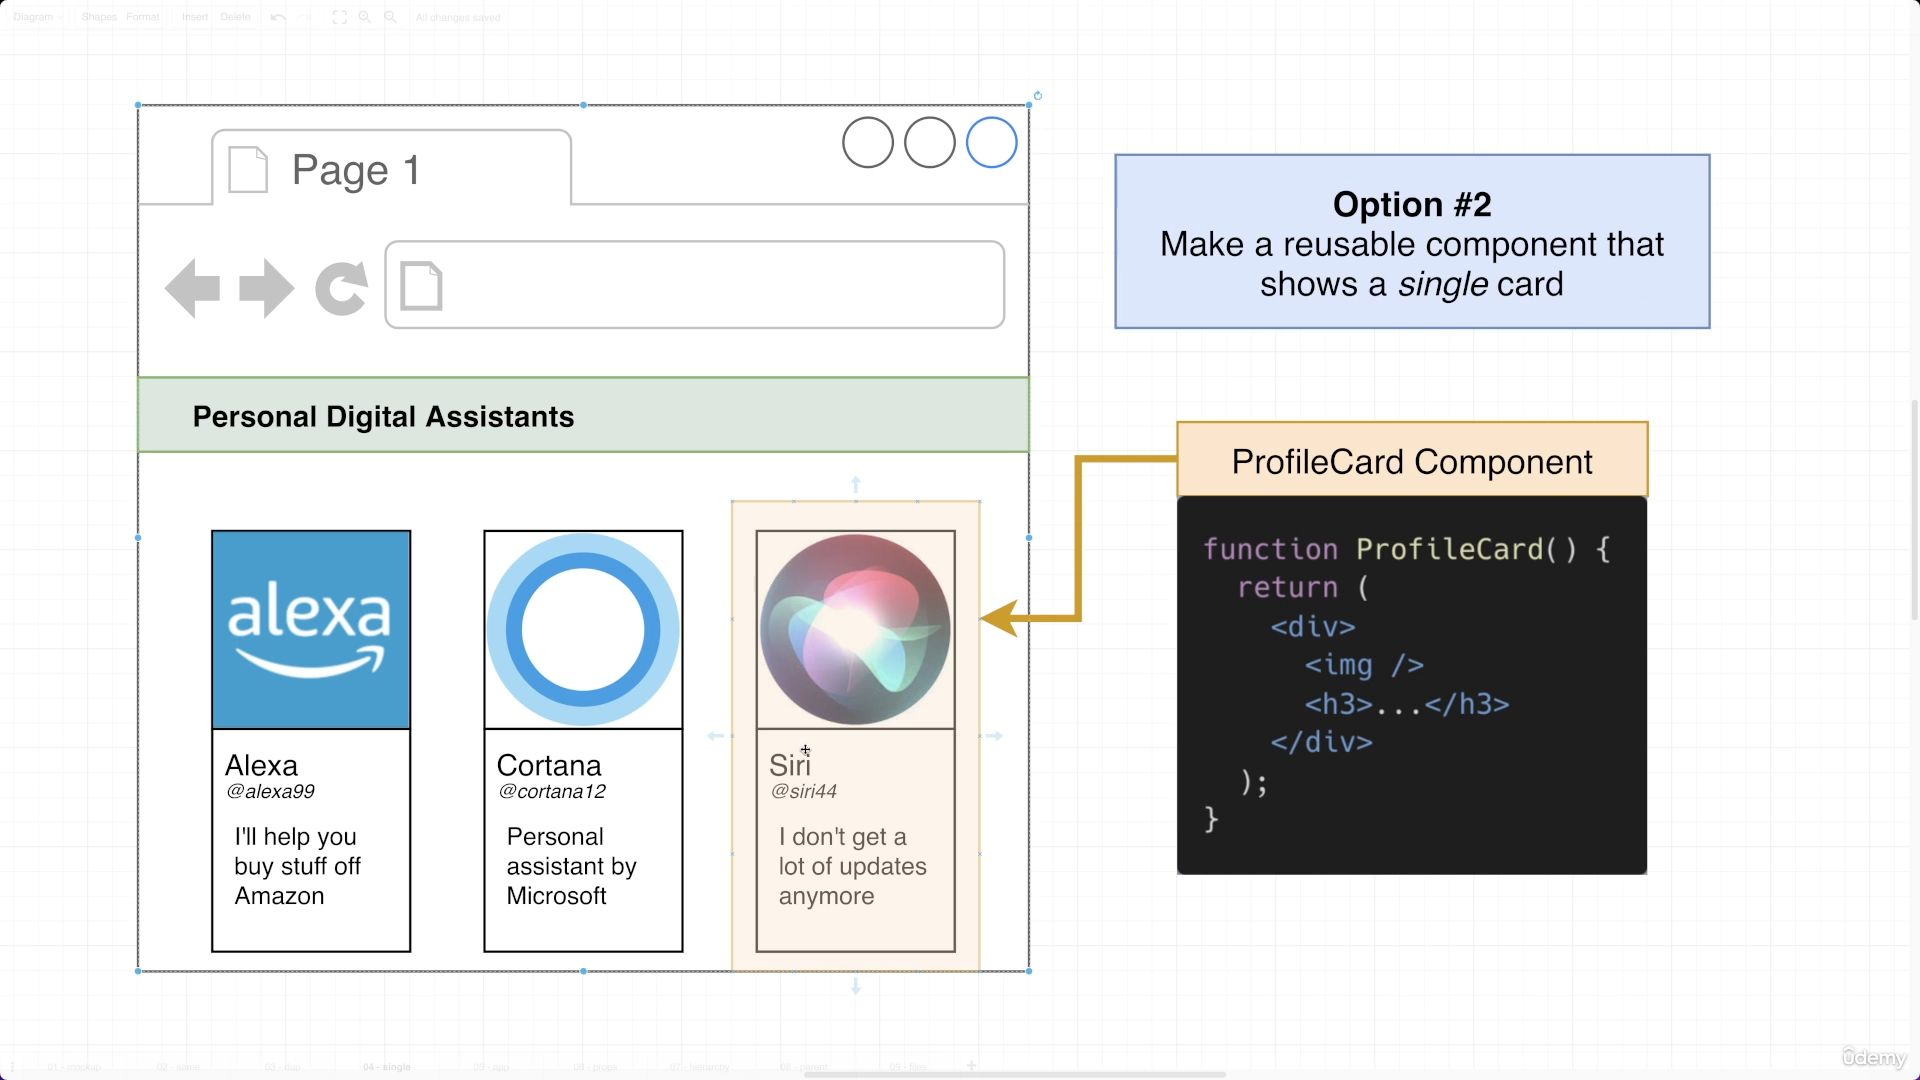 Diagram
Shapes
Format
Insert
Delete
All changes saved
Page 1
Option #2
Make a reusable component that
shows a single card
Personal Digital Assistants
ProfileCard Component
function ProfileCard() {
return (
<div>
<img />
<h3>...</h3>
</div>
);
}
alexa
Alexa
@alexa99
I'll help you
buy stuff off
Amazon
Cortana
@cortana12
Personal
assistant by
Microsoft
Siri
@siri44
I don't get a
lot of updates
anymore
01 - mockup
02 - same
03 - dup
04 - single
05 - app
06 - props
07 - hierarchy
08 - parent
09 - files
ûdemy